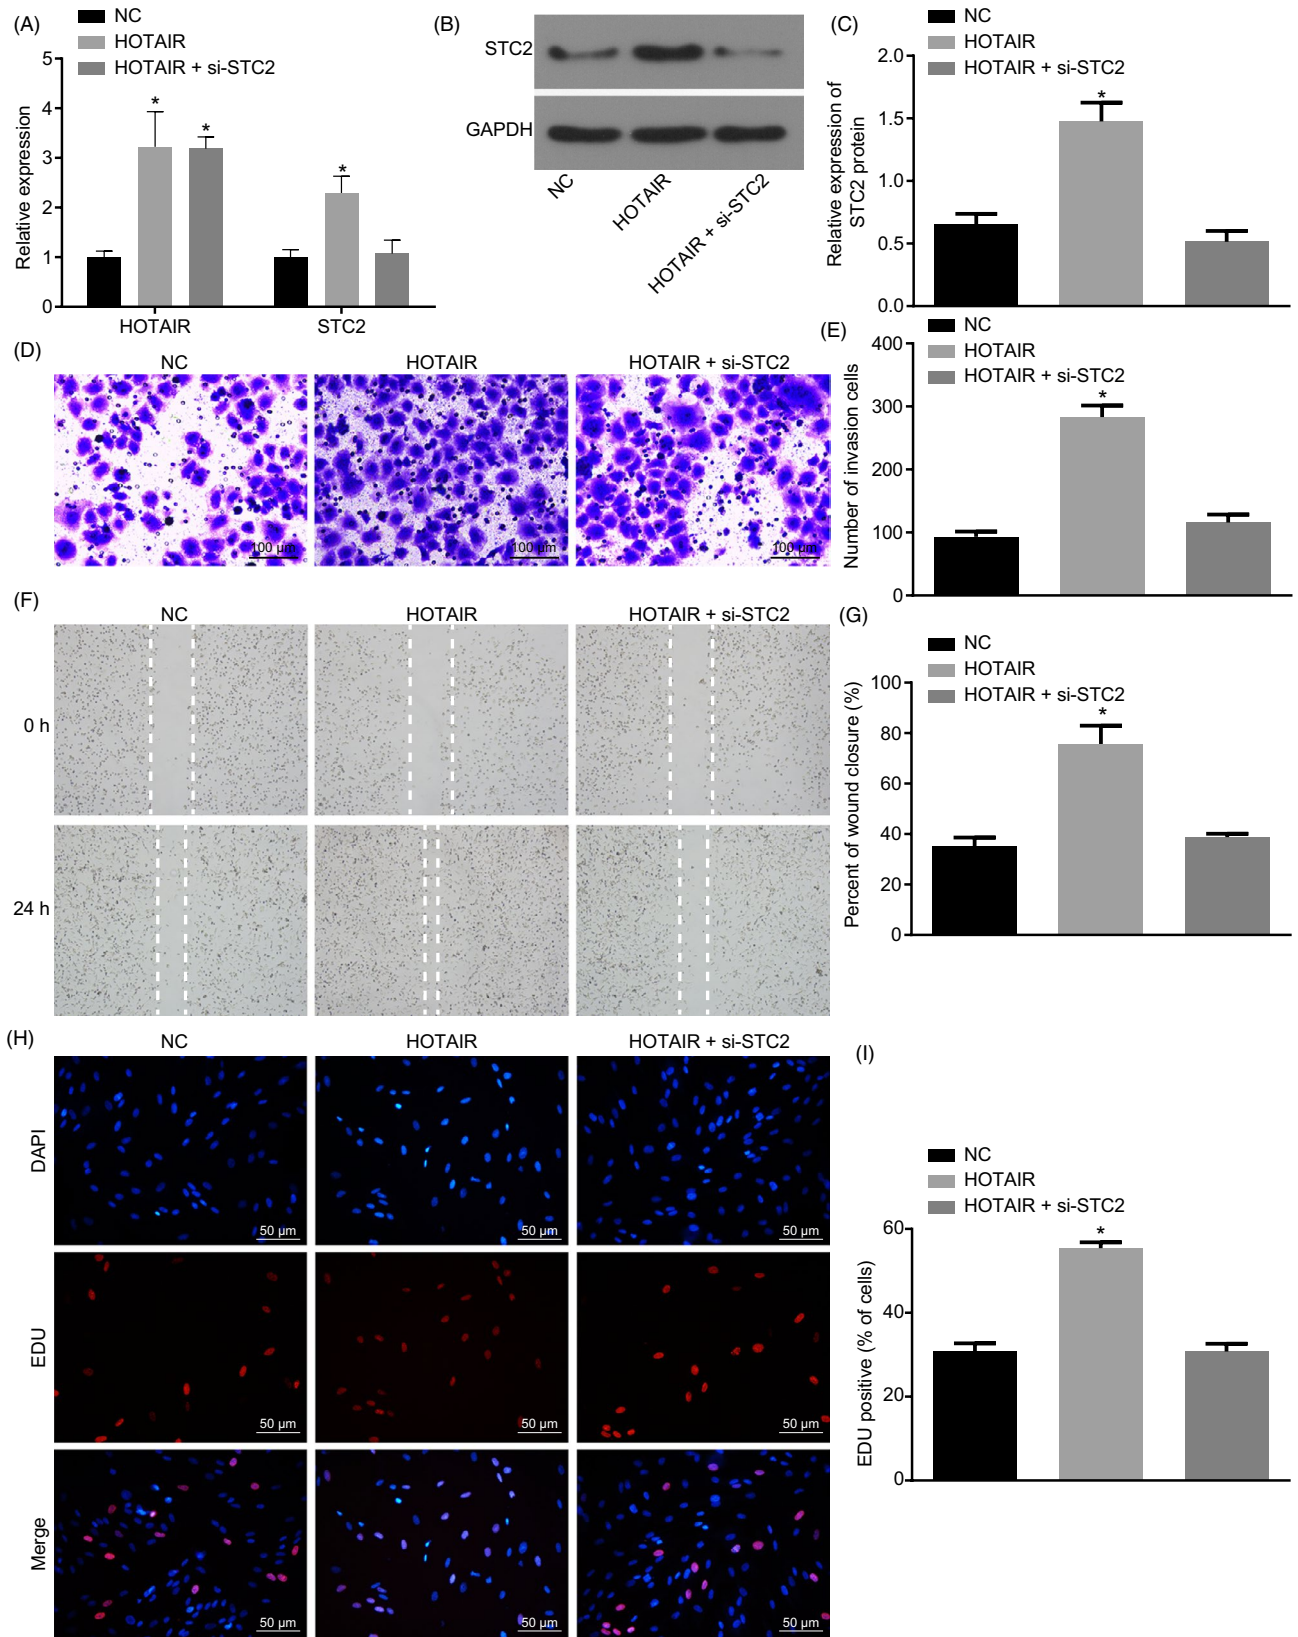 (A)
NC
HOTAIR
HOTAIR + si-STC2
Relative expression
5
4
3
2
1
0
*
*
*
HOTAIR
STC2
(B)
STC2
GAPDH
NC
HOTAIR
HOTAIR + si-STC2
(C)
NC
HOTAIR
HOTAIR + si-STC2
Relative expression of
STC2 protein
2.0
1.5
1.0
0.5
0.0
*
(D)
NC
HOTAIR
HOTAIR + si-STC2
100 μm
100 μm
100 μm
(E)
NC
HOTAIR
HOTAIR + si-STC2
Number of invasion cells
400
300
200
100
0
*
(F)
NC
HOTAIR
HOTAIR + si-STC2
0 h
24 h
(G)
NC
HOTAIR
HOTAIR + si-STC2
Percent of wound closure (%)
100
80
60
40
20
0
*
(H)
NC
HOTAIR
HOTAIR + si-STC2
DAPI
50 μm
50 μm
50 μm
EDU
50 μm
50 μm
50 μm
Merge
50 μm
50 μm
50 μm
(I)
NC
HOTAIR
HOTAIR + si-STC2
EDU positive (% of cells)
60
40
20
0
*